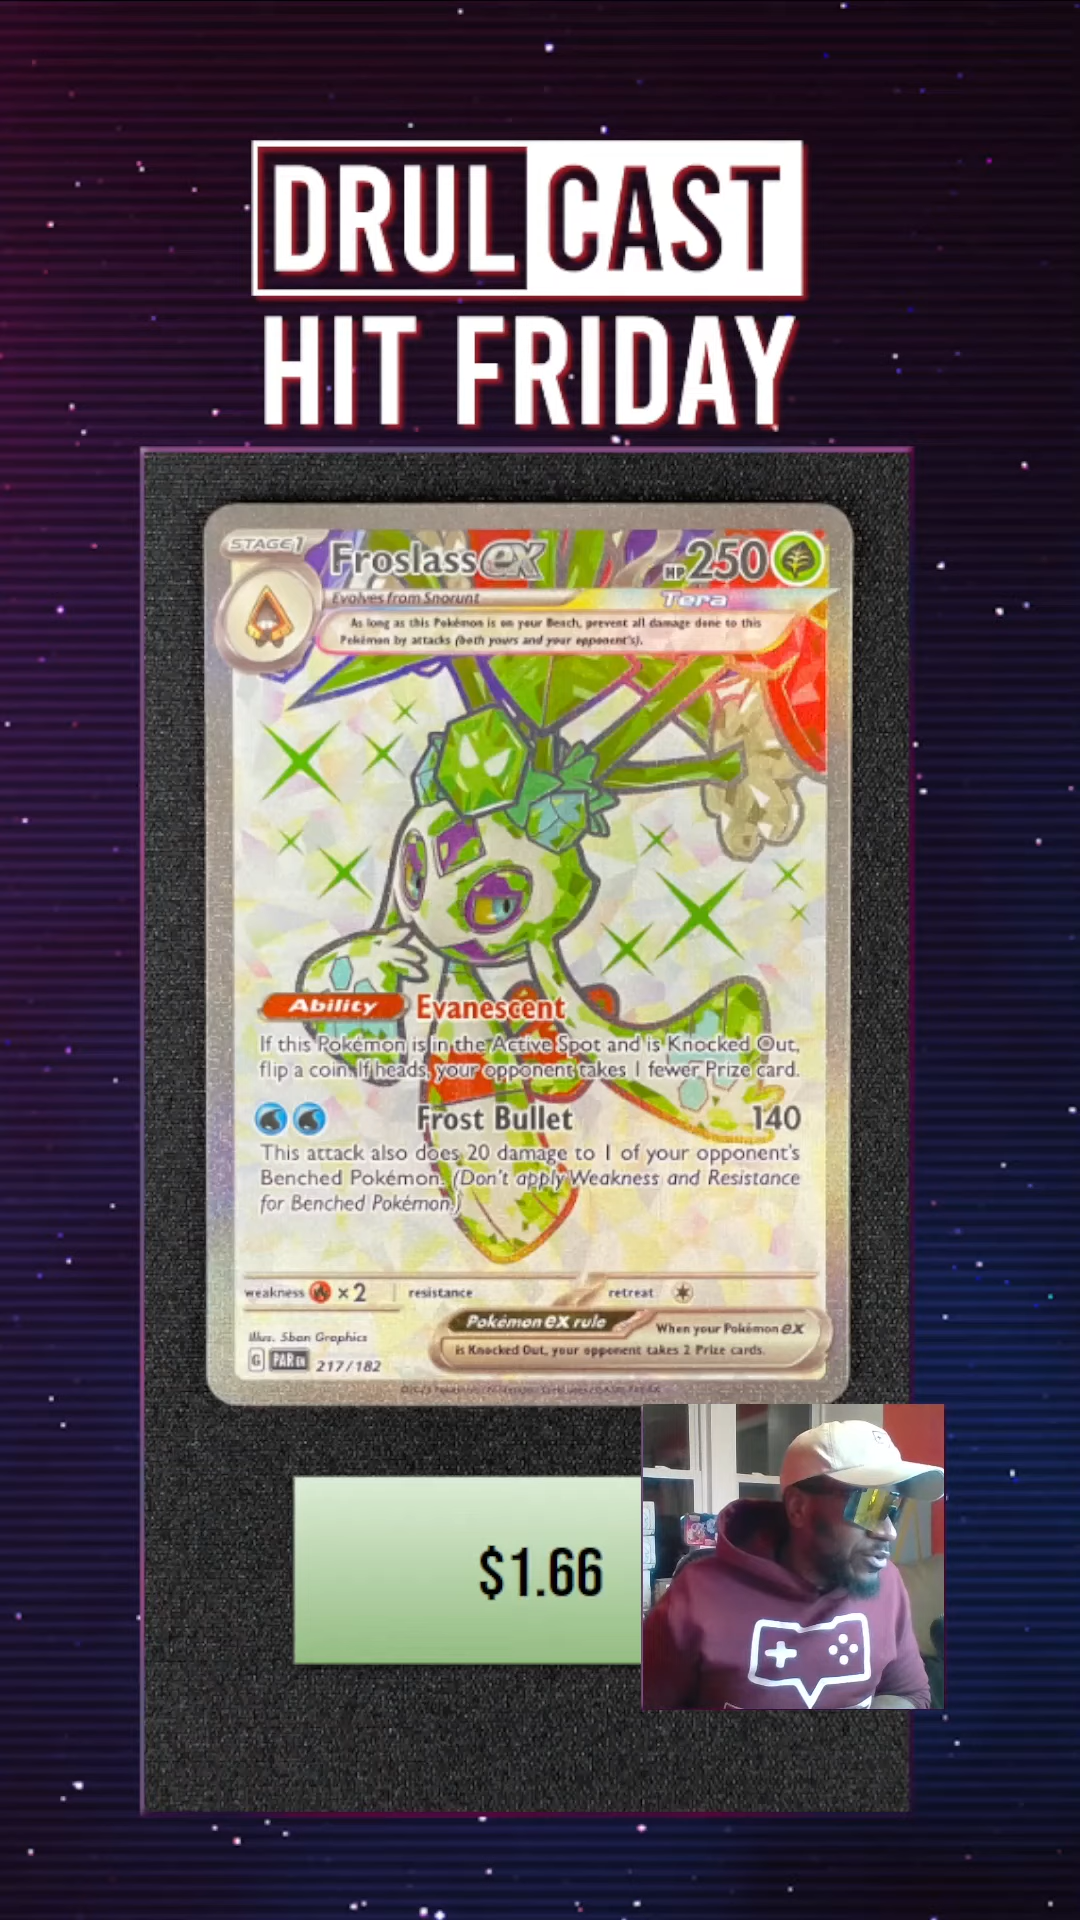 DRUL CAST
HIT FRIDAY
STAGE1
Froslass ex
HP 250
Evolves from Snorunt
Tera
As long as this Pokémon is on your Bench, prevent all damage done to this
Pokémon by attacks (both yours and your opponent's).
Ability Evanescent
If this Pokémon is in the Active Spot and is Knocked Out,
flip a coin. If heads, your opponent takes 1 fewer Prize card.
Frost Bullet 140
This attack also does 20 damage to 1 of your opponent's
Benched Pokémon. (Don't apply Weakness and Resistance
for Benched Pokémon.)
weakness ×2 resistance retreat
Pokémon ex rule When your Pokémon ex
is Knocked Out, your opponent takes 2 Prize cards.
Illus. 5ban Graphics
G PAR EN 217/182
$1.66